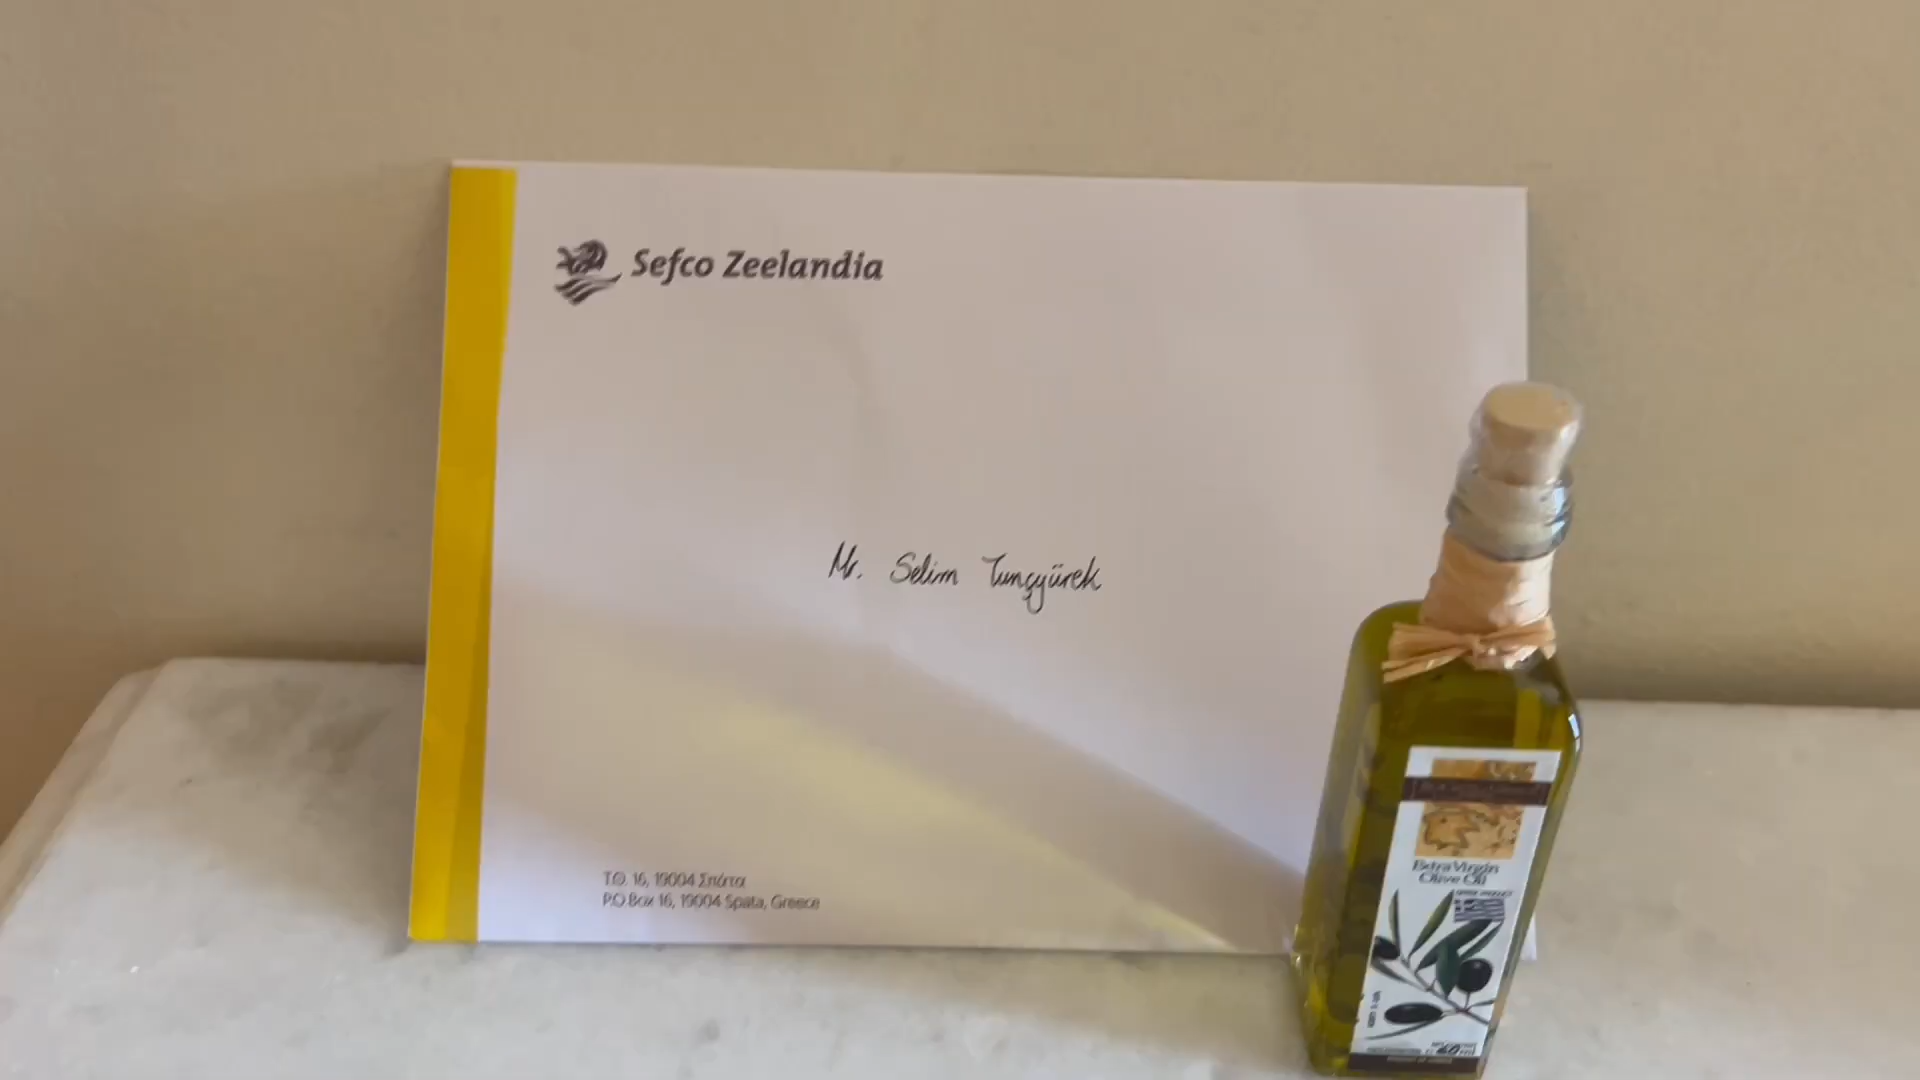 Sefco Zeelandia
Mr. Selim Tunçyürek
Τ.Θ. 16, 19004 Σπάτα
P.O.Box 16, 19004 Spata, Greece
Extra Virgin
Olive Oil